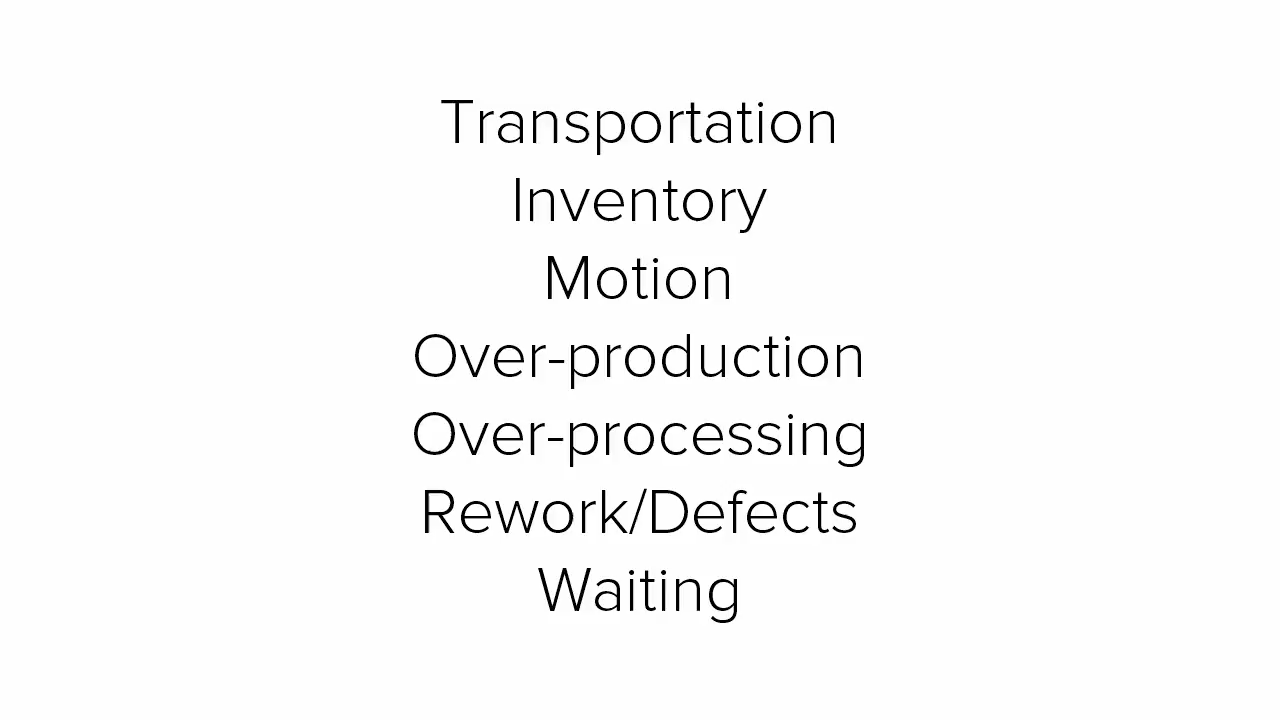 Transportation
Inventory
Motion
Over-production
Over-processing
Rework/Defects
Waiting